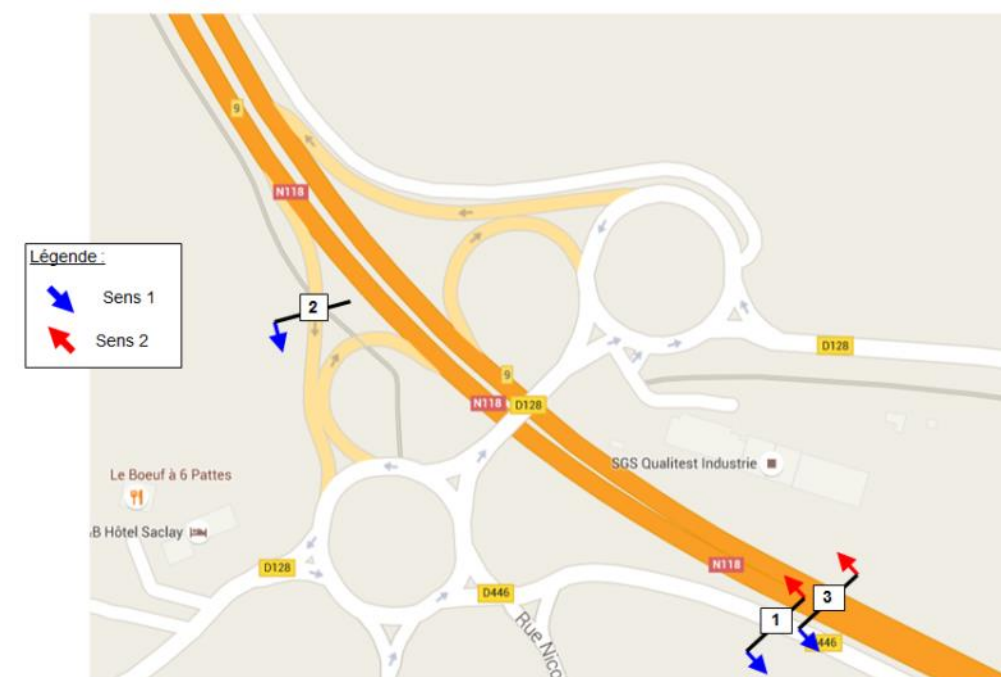 9
N118
Légende :
Sens 1
Sens 2
2
D128
9
N118
D128
SGS Qualitest Industrie
Le Boeuf à 6 Pattes
B Hôtel Saclay
N118
D128
D446
3
1
446
Rue Nico